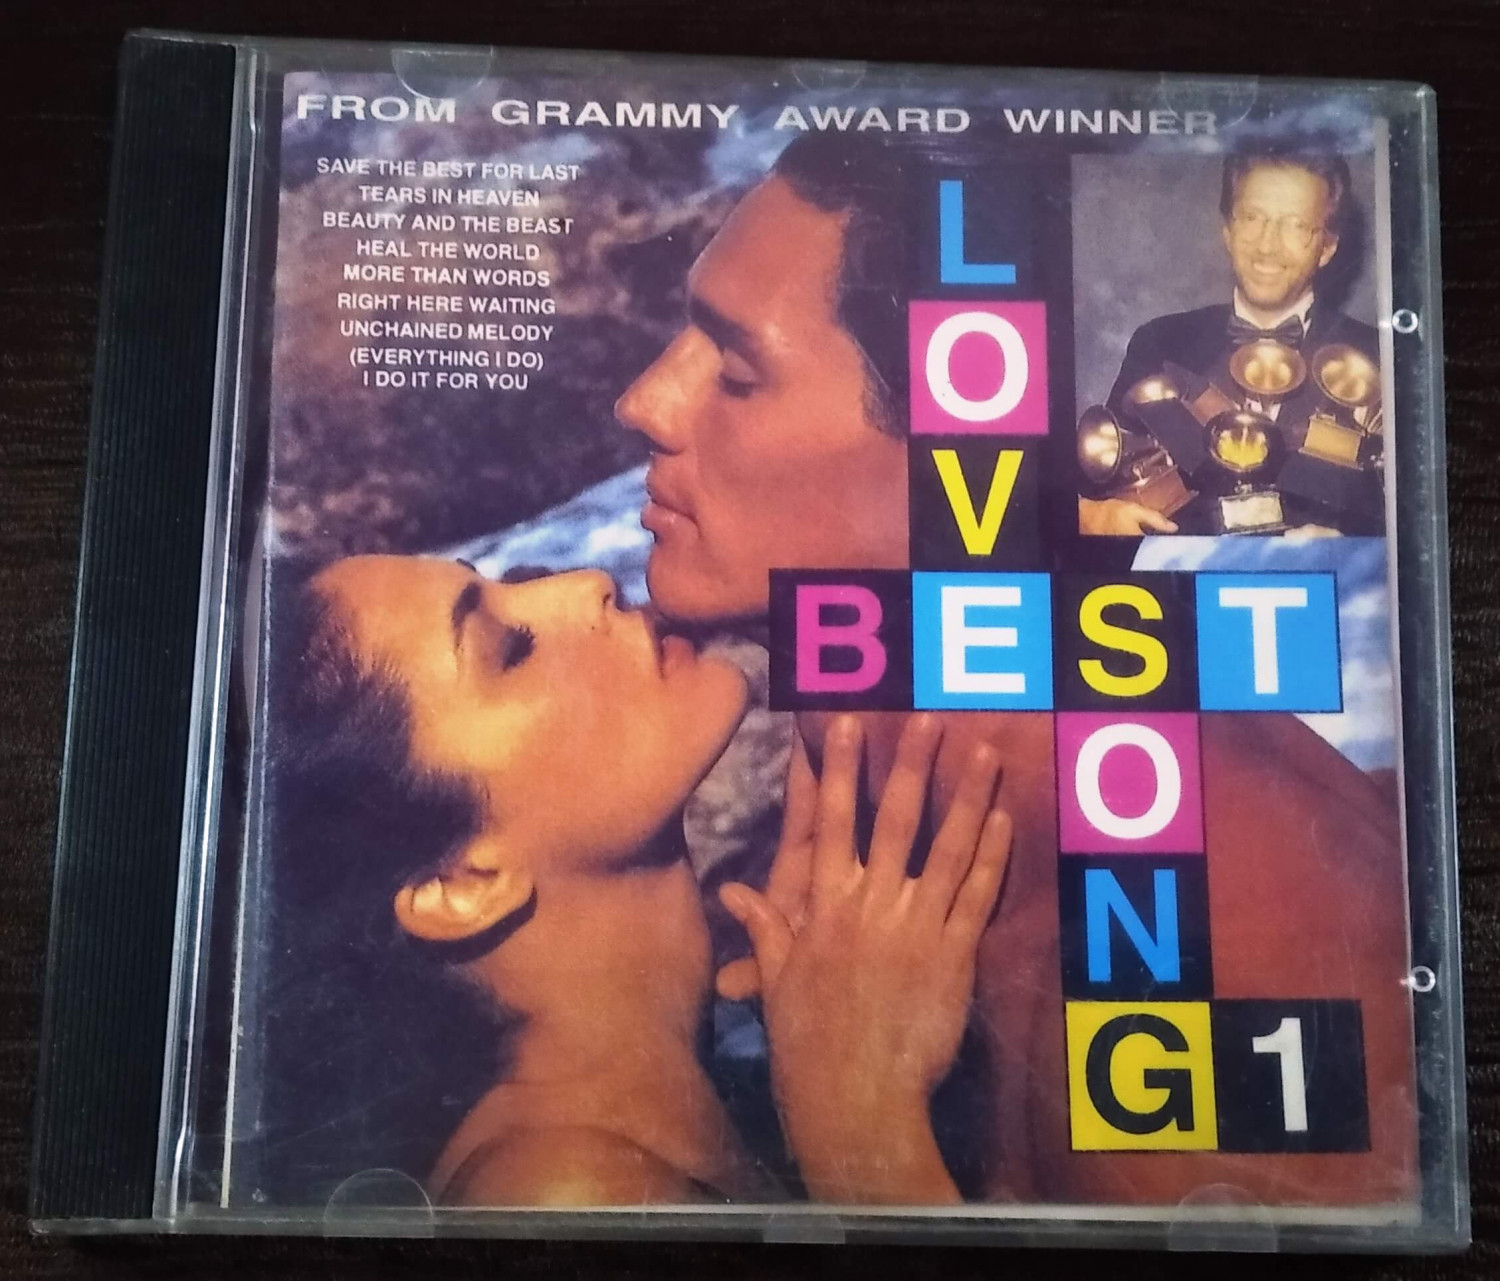 FROM GRAMMY AWARD WINNER
SAVE THE BEST FOR LAST
TEARS IN HEAVEN
BEAUTY AND THE BEAST
HEAL THE WORLD
MORE THAN WORDS
RIGHT HERE WAITING
UNCHAINED MELODY
(EVERYTHING I DO)
I DO IT FOR YOU
LOVE
BEST
SONG 1